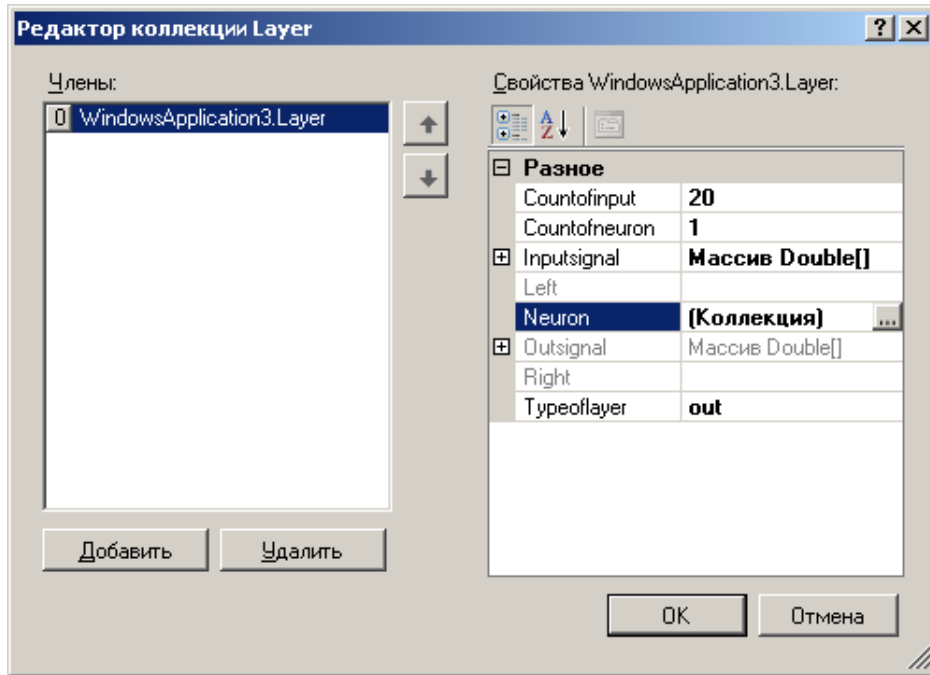 Редактор коллекции Layer
Члены:
0 WindowsApplication3.Layer
Добавить
Удалить
Свойства WindowsApplication3.Layer:
Разное
Countofinput 20
Countofneuron 1
Inputsignal Массив Double[]
Left
Neuron (Коллекция) ...
Outsignal Массив Double[]
Right
Typeoflayer out
OK
Отмена